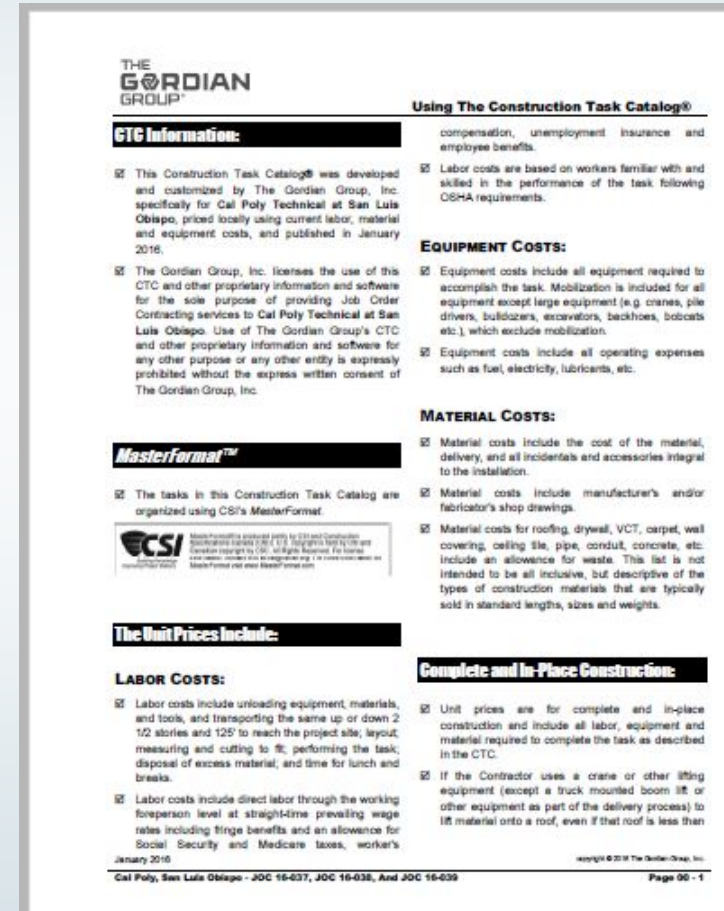 THE
GORDIAN
GROUP®
Using The Construction Task Catalog®
CTC Information:
☑ This Construction Task Catalog® was developed
and customized by The Gordian Group, Inc.
specifically for Cal Poly Technical at San Luis
Obispo, priced locally using current labor, material
and equipment costs, and published in January
2016.
☑ The Gordian Group, Inc. licenses the use of this
CTC and other proprietary information and software
for the sole purpose of providing Job Order
Contracting services to Cal Poly Technical at San
Luis Obispo. Use of The Gordian Group's CTC
and other proprietary information and software for
any other purpose or any other entity is expressly
prohibited without the express written consent of
The Gordian Group, Inc.
MasterFormat™
☑ The tasks in this Construction Task Catalog are
organized using CSI's MasterFormat.
CSI
The Unit Prices Include:
LABOR COSTS:
☑ Labor costs include unloading equipment, materials,
and tools, and transporting the same up or down 2
1/2 stories and 125' to reach the project site; layout,
measuring and cutting to fit; performing the task;
disposal of excess material; and time for lunch and
breaks.
☑ Labor costs include direct labor through the working
foreperson level at straight-time prevailing wage
rates including fringe benefits and an allowance for
Social Security and Medicare taxes, worker's
compensation, unemployment insurance and
employee benefits.
☑ Labor costs are based on workers familiar with and
skilled in the performance of the task following
OSHA requirements.
EQUIPMENT COSTS:
☑ Equipment costs include all equipment required to
accomplish the task. Mobilization is included for all
equipment except large equipment (e.g. cranes, pile
drivers, bulldozers, excavators, backhoes, bobcats
etc.), which exclude mobilization.
☑ Equipment costs include all operating expenses
such as fuel, electricity, lubricants, etc.
MATERIAL COSTS:
☑ Material costs include the cost of the material,
delivery, and all incidentals and accessories integral
to the installation.
☑ Material costs include manufacturer's and/or
fabricator's shop drawings.
☑ Material costs for roofing, drywall, VCT, carpet, wall
covering, ceiling tile, pipe, conduit, concrete, etc.
include an allowance for waste. This list is not
intended to be all inclusive, but descriptive of the
types of construction materials that are typically
sold in standard lengths, sizes and weights.
Complete and In-Place Construction:
☑ Unit prices are for complete and in-place
construction and include all labor, equipment and
material required to complete the task as described
in the CTC.
☑ If the Contractor uses a crane or other lifting
equipment (except a truck mounted boom lift or
other equipment as part of the delivery process) to
lift material onto a roof, even if that roof is less than
January 2016
copyright © 2016 The Gordian Group, Inc.
Cal Poly, San Luis Obispo - JOC 16-037, JOC 16-038, And JOC 16-039
Page 00 - 1